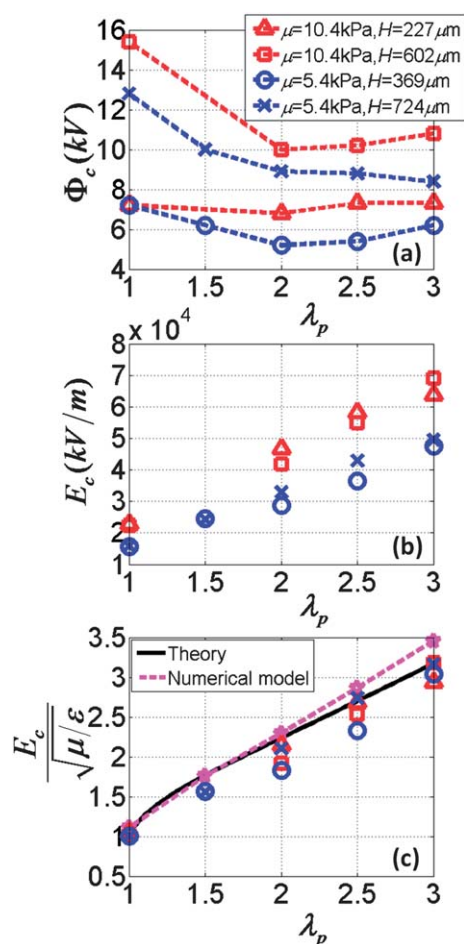 16
14
12
10
8
6
4
Φc(kV)
μ=10.4kPa,H=227μm
μ=10.4kPa,H=602μm
μ=5.4kPa,H=369μm
μ=5.4kPa,H=724μm
(a)
1 1.5 2 2.5 3
λp
x 10^4
8
7
6
5
4
3
2
1
Ec(kV/m)
(b)
1 1.5 2 2.5 3
λp
3.5
3
2.5
2
1.5
1
0.5
Ec
√μ/ε
Theory
Numerical model
(c)
1 1.5 2 2.5 3
λp